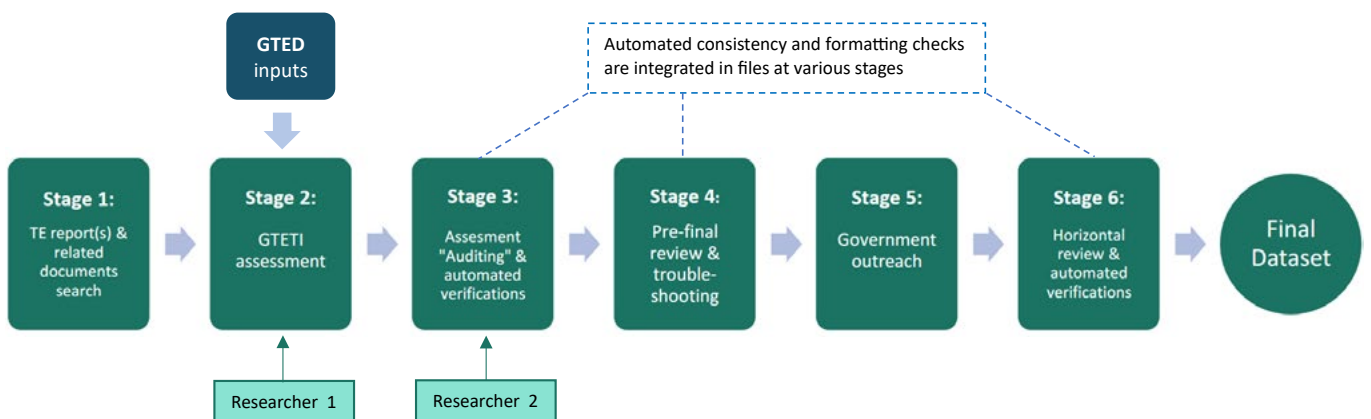 GTED
inputs
Automated consistency and formatting checks
are integrated in files at various stages
Stage 1:
TE report(s) &
related
documents
search
Stage 2:
GTETI
assessment
Stage 3:
Assesment
"Auditing" &
automated
verifications
Stage 4:
Pre-final
review &
trouble-
shooting
Stage 5:
Government
outreach
Stage 6:
Horizontal
review &
automated
verifications
Final
Dataset
Researcher 1
Researcher 2